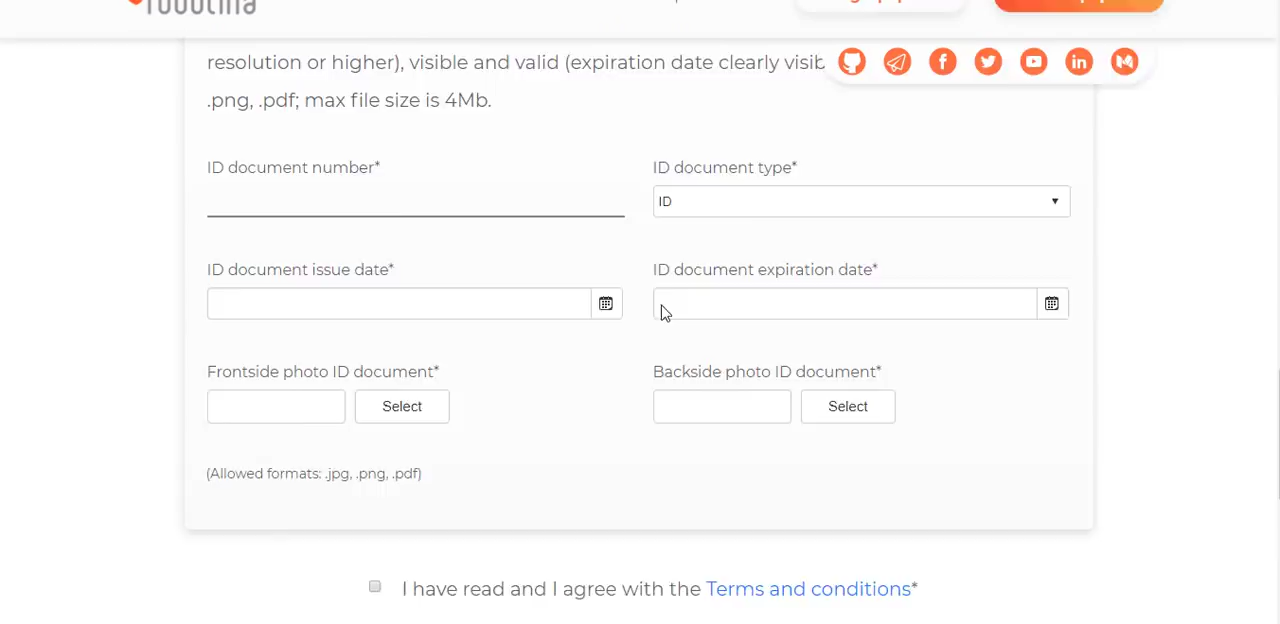 robotina
resolution or higher), visible and valid (expiration date clearly visib
.png, .pdf; max file size is 4Mb.
ID document number*
ID document type*
ID
ID document issue date*
ID document expiration date*
Frontside photo ID document*
Backside photo ID document*
Select
Select
(Allowed formats: .jpg, .png, .pdf)
I have read and I agree with the Terms and conditions*